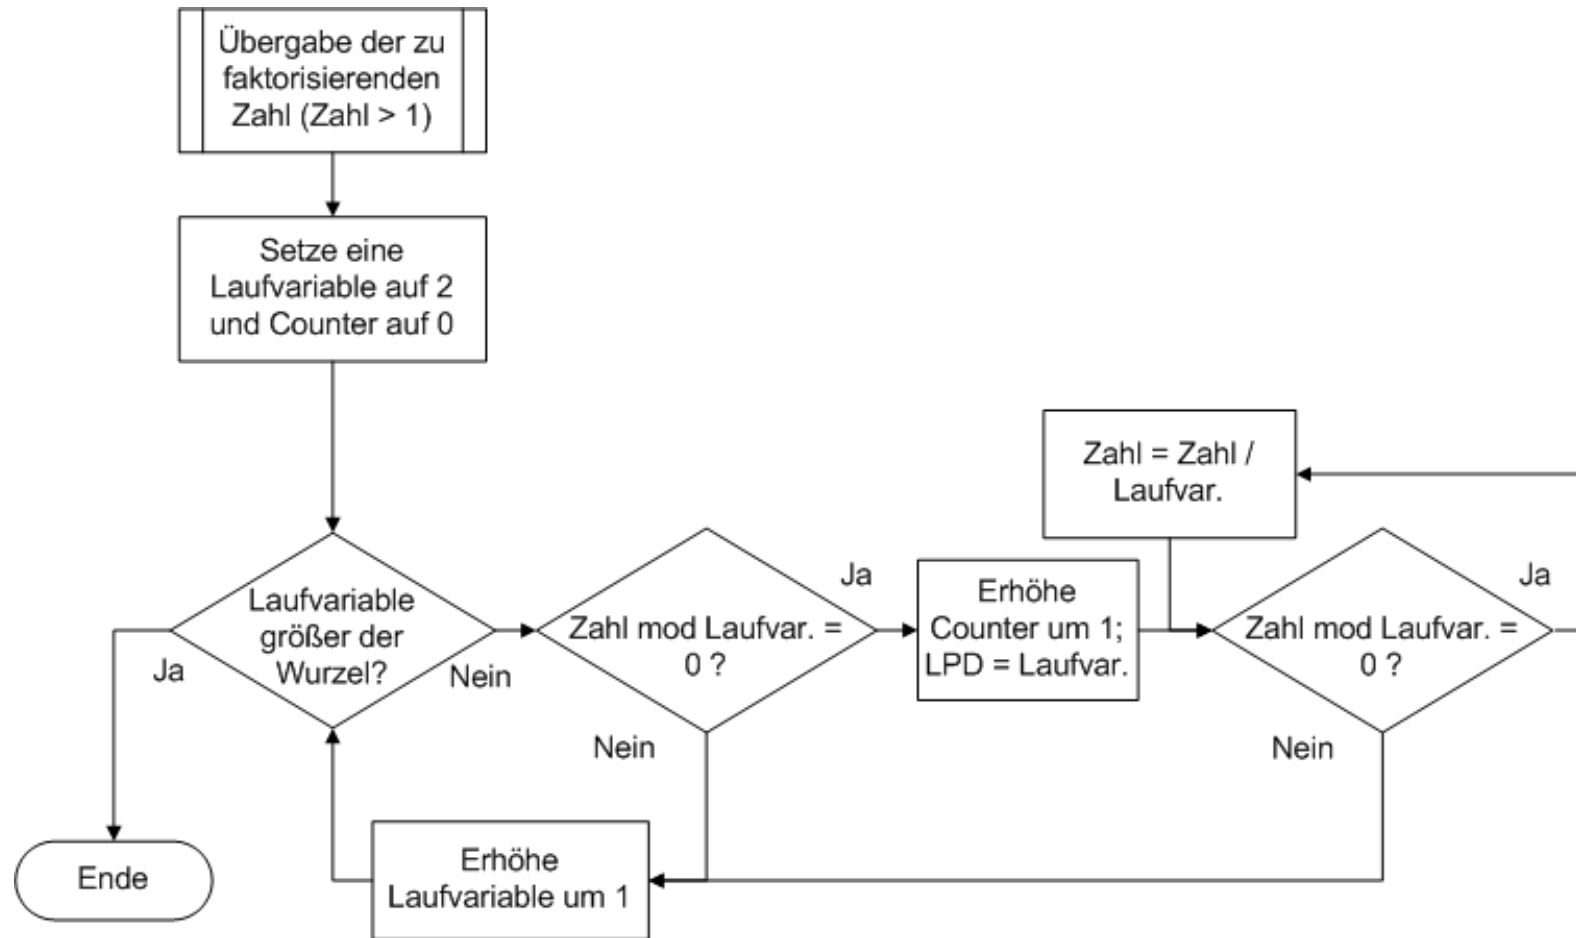 Übergabe der zu
faktorisierenden
Zahl (Zahl > 1)
Setze eine
Laufvariable auf 2
und Counter auf 0
Laufvariable
größer der
Wurzel?
Ja
Nein
Zahl mod Laufvar. =
0 ?
Ja
Nein
Erhöhe
Counter um 1;
LPD = Laufvar.
Zahl = Zahl /
Laufvar.
Zahl mod Laufvar. =
0 ?
Ja
Nein
Erhöhe
Laufvariable um 1
Ende